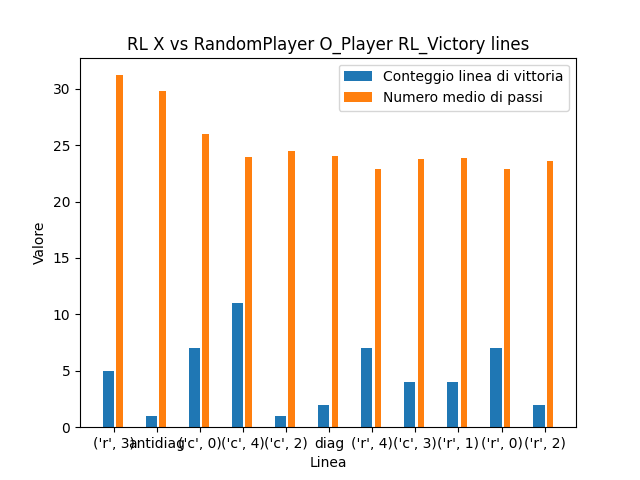 RL X vs RandomPlayer O_Player RL_Victory lines
Conteggio linea di vittoria
Numero medio di passi
Valore
30
25
20
15
10
5
0
('r', 3) antidiag ('c', 0) ('c', 4) ('c', 2) diag ('r', 4) ('c', 3) ('r', 1) ('r', 0) ('r', 2)
Linea